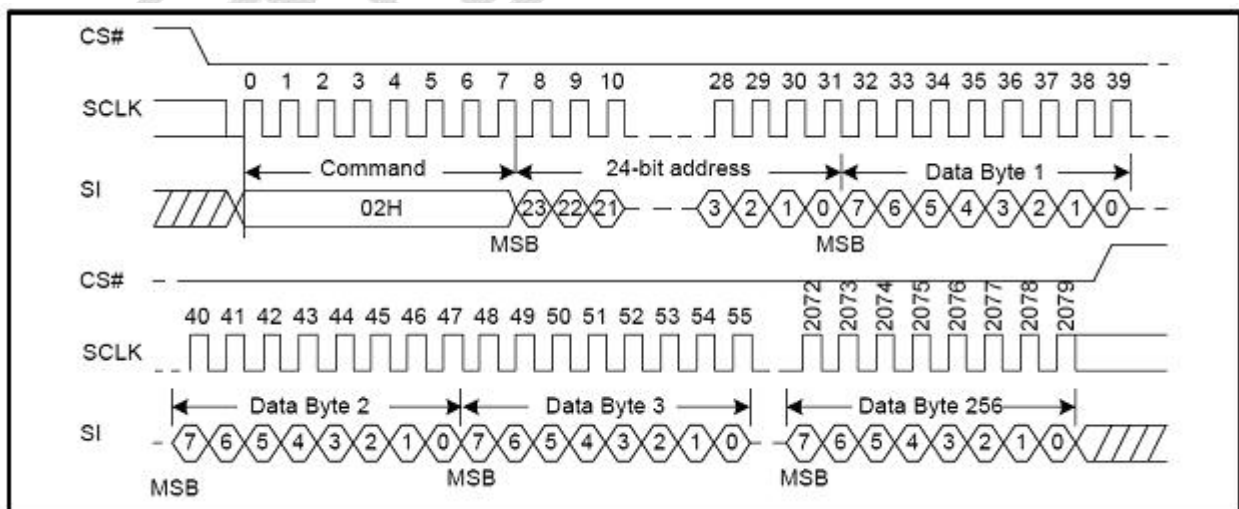 CS#
0 1 2 3 4 5 6 7 8 9 10 28 29 30 31 32 33 34 35 36 37 38 39
SCLK
Command 24-bit address Data Byte 1
SI 02H 23 22 21 3 2 1 0 7 6 5 4 3 2 1 0
MSB MSB
CS#
40 41 42 43 44 45 46 47 48 49 50 51 52 53 54 55 2072 2073 2074 2075 2076 2077 2078 2079
SCLK
Data Byte 2 Data Byte 3 Data Byte 256
SI 7 6 5 4 3 2 1 0 7 6 5 4 3 2 1 0 7 6 5 4 3 2 1 0
MSB MSB MSB